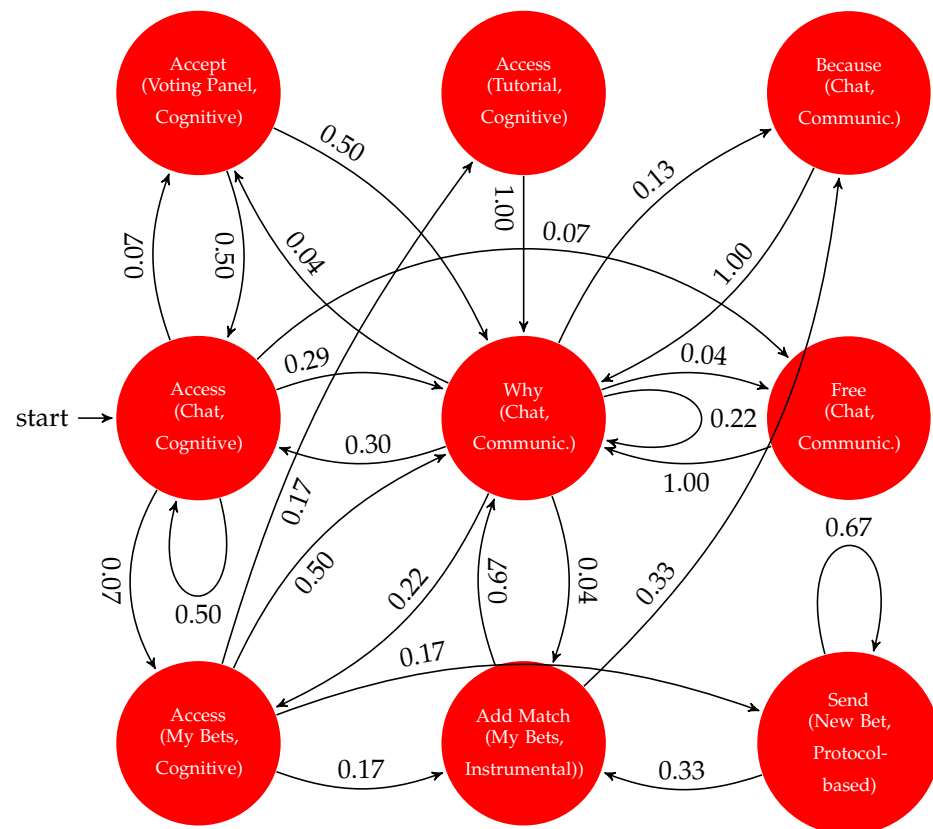 Accept
(Voting Panel,
Cognitive)
Access
(Tutorial,
Cognitive)
Because
(Chat,
Communic.)
0.50
0.13
1.00
0.07
0.50
0.04
0.07
1.00
0.29
0.04
start
Access
(Chat,
Cognitive)
Why
(Chat,
Communic.)
0.22
Free
(Chat,
Communic.)
0.30
1.00
0.17
0.67
0.07
0.50
0.50
0.22
0.67
0.04
0.33
0.17
Access
(My Bets,
Cognitive)
Add Match
(My Bets,
Instrumental))
Send
(New Bet,
Protocol-
based)
0.17
0.33